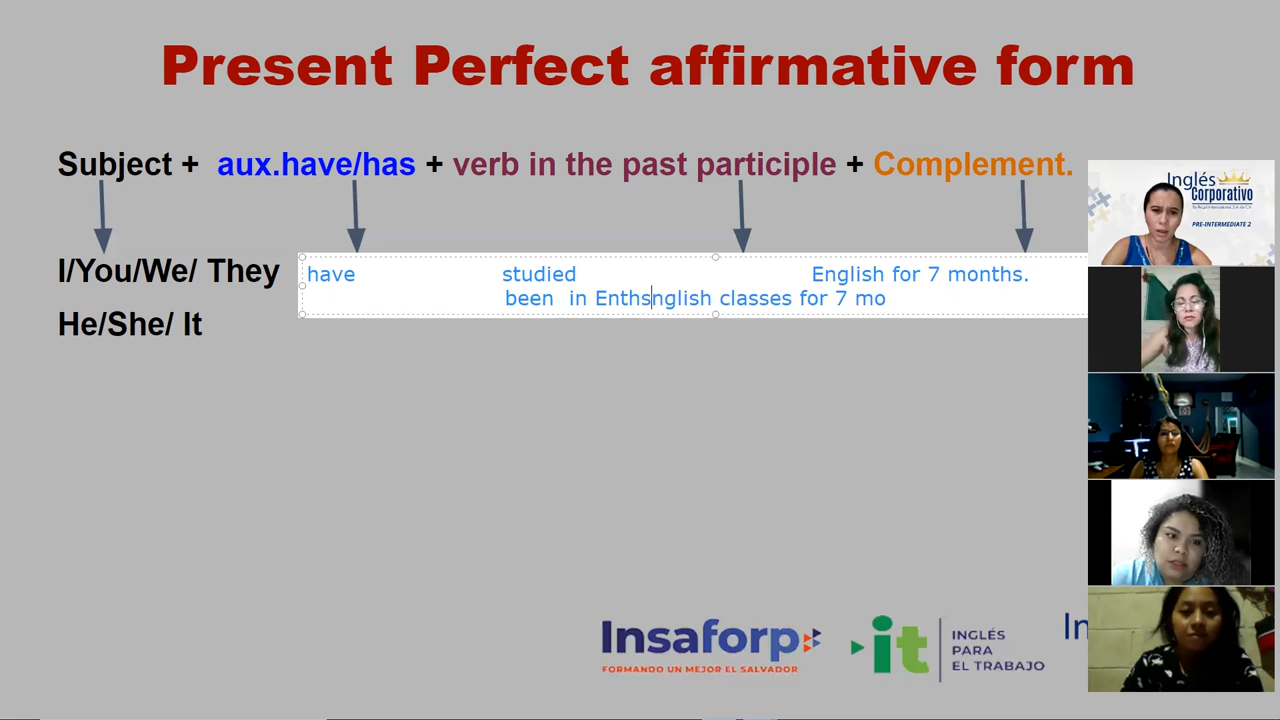 Present Perfect affirmative form
Subject + aux.have/has + verb in the past participle + Complement.
I/You/We/ They have studied English for 7 months.
been in Enthsnglish classes for 7 mo
He/She/ It
Inglés
Corporativo
PRE-INTERMEDIATE 2
Insaforp
FORMANDO UN MEJOR EL SALVADOR
it
INGLÉS
PARA
EL TRABAJO
In